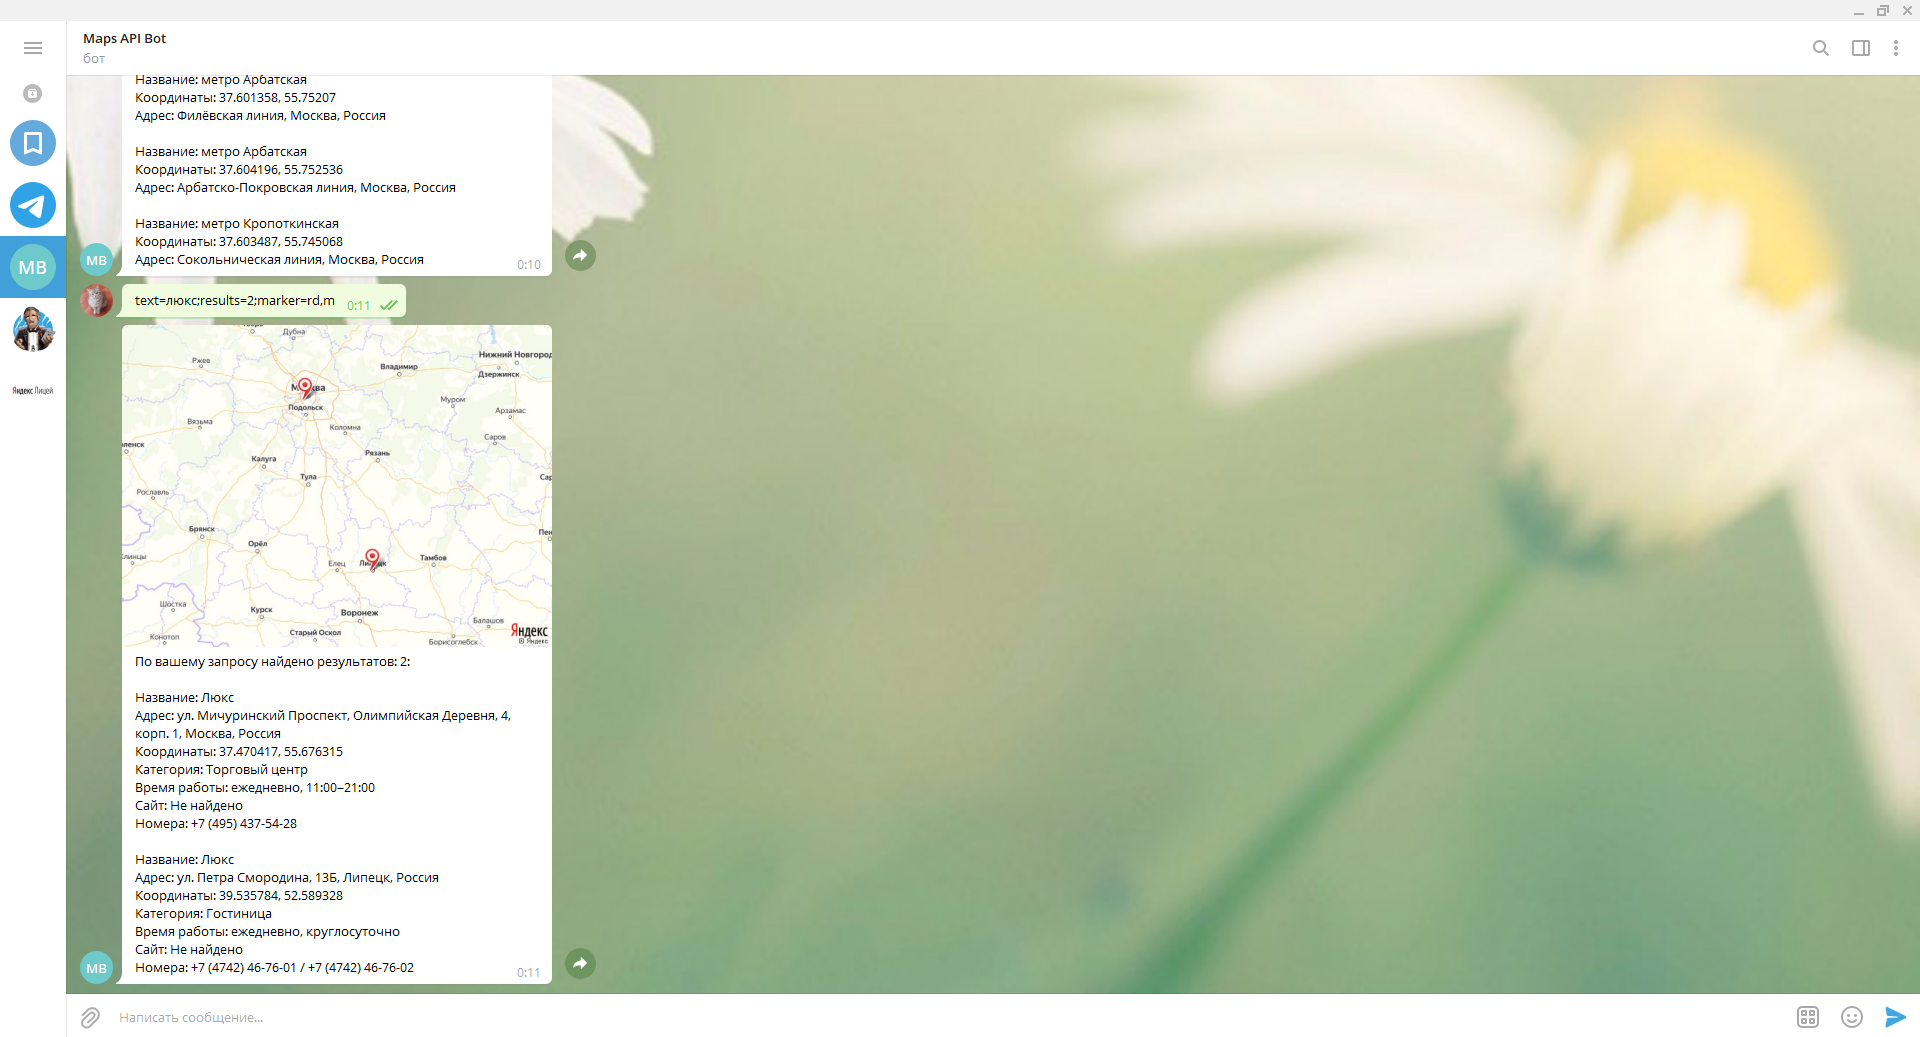 Maps API Bot
бот
Название: метро Арбатская
Координаты: 37.601358, 55.75207
Адрес: Филёвская линия, Москва, Россия
Название: метро Арбатская
Координаты: 37.604196, 55.752536
Адрес: Арбатско-Покровская линия, Москва, Россия
Название: метро Кропоткинская
Координаты: 37.603487, 55.745068
Адрес: Сокольническая линия, Москва, Россия
0:10
MB
MB
text=люкс;results=2;marker=rd,m
0:11
Дубна
Нижний Новгород
Ржев
Владимир
Дзержинск
Подольск
Муром
Арзамас
Вязьма
Коломна
Саров
Калуга
Рязань
Тула
Рославль
Брянск
Орёл
Елец
Тамбов
Шостка
Курск
Воронеж
Балашов
Конотоп
Старый Оскол
Борисоглебск
Яндекс
© Яндекс
Яндекс Лицей
По вашему запросу найдено результатов: 2:
Название: Люкс
Адрес: ул. Мичуринский Проспект, Олимпийская Деревня, 4,
корп. 1, Москва, Россия
Координаты: 37.470417, 55.676315
Категория: Торговый центр
Время работы: ежедневно, 11:00–21:00
Сайт: Не найдено
Номера: +7 (495) 437-54-28
Название: Люкс
Адрес: ул. Петра Смородина, 13Б, Липецк, Россия
Координаты: 39.535784, 52.589328
Категория: Гостиница
Время работы: ежедневно, круглосуточно
Сайт: Не найдено
Номера: +7 (4742) 46-76-01 / +7 (4742) 46-76-02
0:11
MB
Написать сообщение...